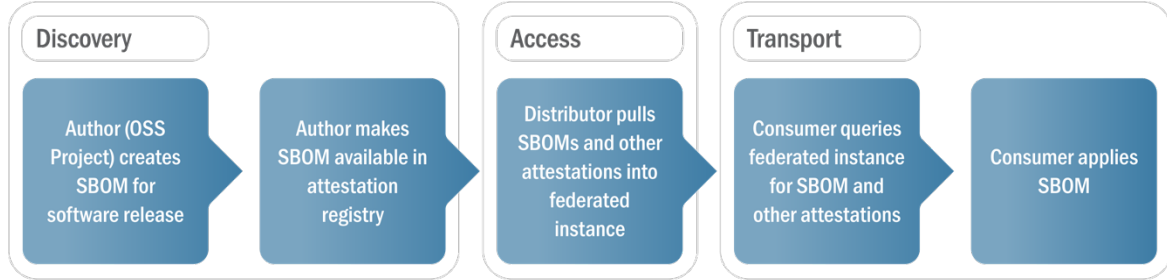 Discovery
Author (OSS
Project) creates
SBOM for
software release
Author makes
SBOM available in
attestation
registry
Access
Distributor pulls
SBOMs and other
attestations into
federated
instance
Transport
Consumer queries
federated instance
for SBOM and
other attestations
Consumer applies
SBOM